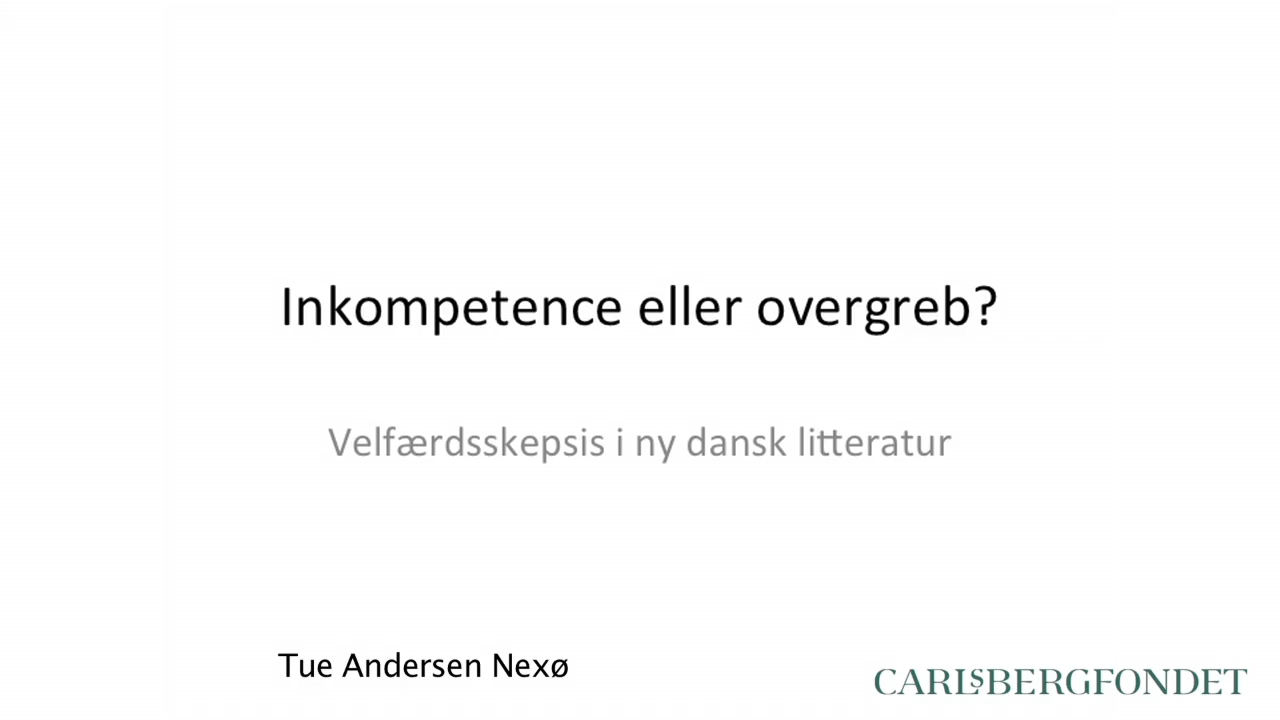 Inkompetence eller overgreb?
Velfærdsskepsis i ny dansk litteratur
Tue Andersen Nexø
CARLSBERGFONDET